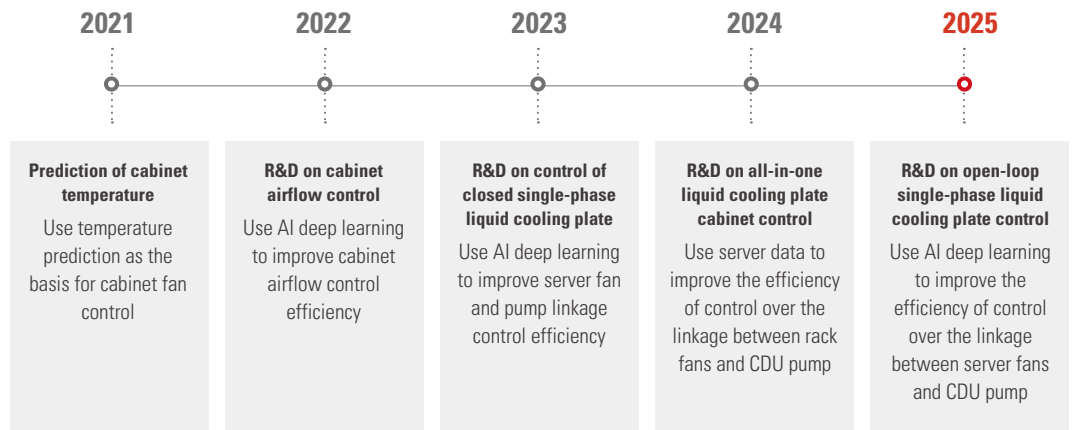 2021
2022
2023
2024
2025
Prediction of cabinet
temperature
Use temperature
prediction as the
basis for cabinet fan
control
R&D on cabinet
airflow control
Use AI deep learning
to improve cabinet
airflow control
efficiency
R&D on control of
closed single-phase
liquid cooling plate
Use AI deep learning
to improve server fan
and pump linkage
control efficiency
R&D on all-in-one
liquid cooling plate
cabinet control
Use server data to
improve the efficiency
of control over the
linkage between rack
fans and CDU pump
R&D on open-loop
single-phase liquid
cooling plate control
Use AI deep learning
to improve the
efficiency of control
over the linkage
between server fans
and CDU pump